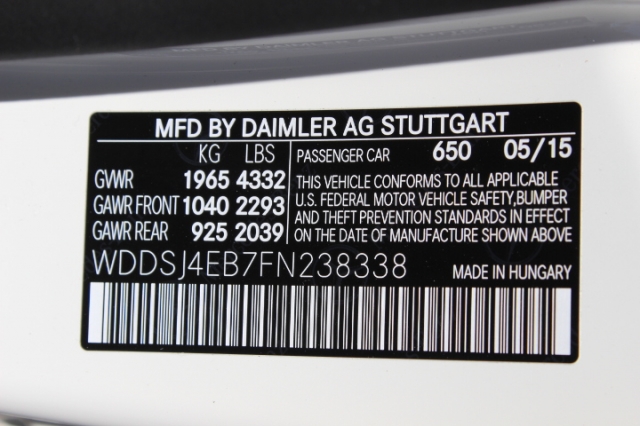 MFD BY DAIMLER AG STUTTGART
KG LBS
GVWR 1965 4332
GAWR FRONT 1040 2293
GAWR REAR 925 2039
PASSENGER CAR 650 05/15
THIS VEHICLE CONFORMS TO ALL APPLICABLE
U.S. FEDERAL MOTOR VEHICLE SAFETY,BUMPER
AND THEFT PREVENTION STANDARDS IN EFFECT
ON THE DATE OF MANUFACTURE SHOWN ABOVE.
WDDSJ4EB7FN238338
MADE IN HUNGARY